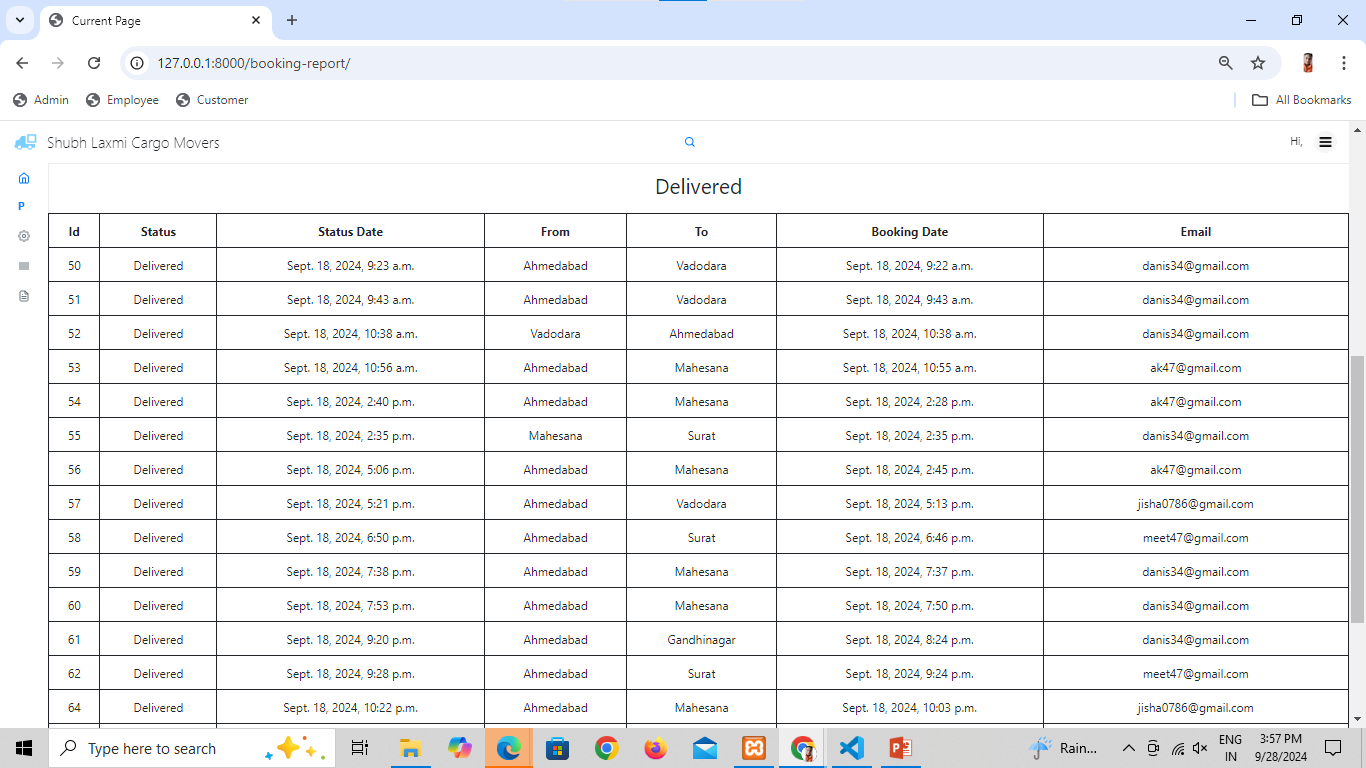 Current Page
127.0.0.1:8000/booking-report/
Admin Employee Customer All Bookmarks
Shubh Laxmi Cargo Movers Hi,
P
Delivered
Id Status Status Date From To Booking Date Email
50 Delivered Sept. 18, 2024, 9:23 a.m. Ahmedabad Vadodara Sept. 18, 2024, 9:22 a.m. danis34@gmail.com
51 Delivered Sept. 18, 2024, 9:43 a.m. Ahmedabad Vadodara Sept. 18, 2024, 9:43 a.m. danis34@gmail.com
52 Delivered Sept. 18, 2024, 10:38 a.m. Vadodara Ahmedabad Sept. 18, 2024, 10:38 a.m. danis34@gmail.com
53 Delivered Sept. 18, 2024, 10:56 a.m. Ahmedabad Mahesana Sept. 18, 2024, 10:55 a.m. ak47@gmail.com
54 Delivered Sept. 18, 2024, 2:40 p.m. Ahmedabad Mahesana Sept. 18, 2024, 2:28 p.m. ak47@gmail.com
55 Delivered Sept. 18, 2024, 2:35 p.m. Mahesana Surat Sept. 18, 2024, 2:35 p.m. danis34@gmail.com
56 Delivered Sept. 18, 2024, 5:06 p.m. Ahmedabad Mahesana Sept. 18, 2024, 2:45 p.m. ak47@gmail.com
57 Delivered Sept. 18, 2024, 5:21 p.m. Ahmedabad Vadodara Sept. 18, 2024, 5:13 p.m. jisha0786@gmail.com
58 Delivered Sept. 18, 2024, 6:50 p.m. Ahmedabad Surat Sept. 18, 2024, 6:46 p.m. meet47@gmail.com
59 Delivered Sept. 18, 2024, 7:38 p.m. Ahmedabad Mahesana Sept. 18, 2024, 7:37 p.m. danis34@gmail.com
60 Delivered Sept. 18, 2024, 7:53 p.m. Ahmedabad Mahesana Sept. 18, 2024, 7:50 p.m. danis34@gmail.com
61 Delivered Sept. 18, 2024, 9:20 p.m. Ahmedabad Gandhinagar Sept. 18, 2024, 8:24 p.m. danis34@gmail.com
62 Delivered Sept. 18, 2024, 9:28 p.m. Ahmedabad Surat Sept. 18, 2024, 9:24 p.m. meet47@gmail.com
64 Delivered Sept. 18, 2024, 10:22 p.m. Ahmedabad Mahesana Sept. 18, 2024, 10:03 p.m. jisha0786@gmail.com
Type here to search Rain... ENG 3:57 PM
IN 9/28/2024